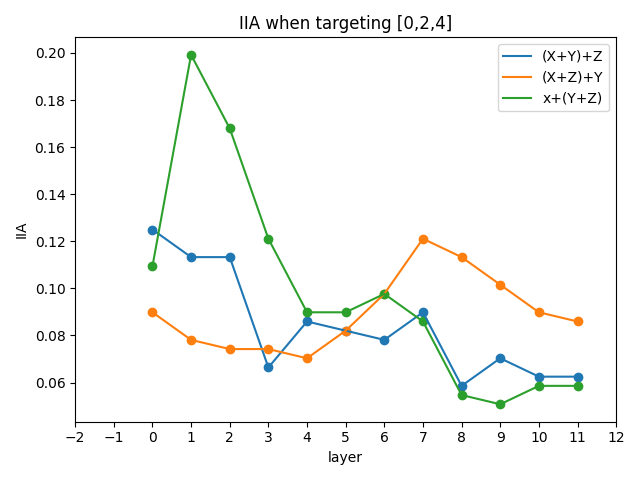 IIA when targeting [0,2,4]
(X+Y)+Z
(X+Z)+Y
x+(Y+Z)
0.20
0.18
0.16
0.14
0.12
0.10
0.08
0.06
IIA
−2 −1 0 1 2 3 4 5 6 7 8 9 10 11 12
layer